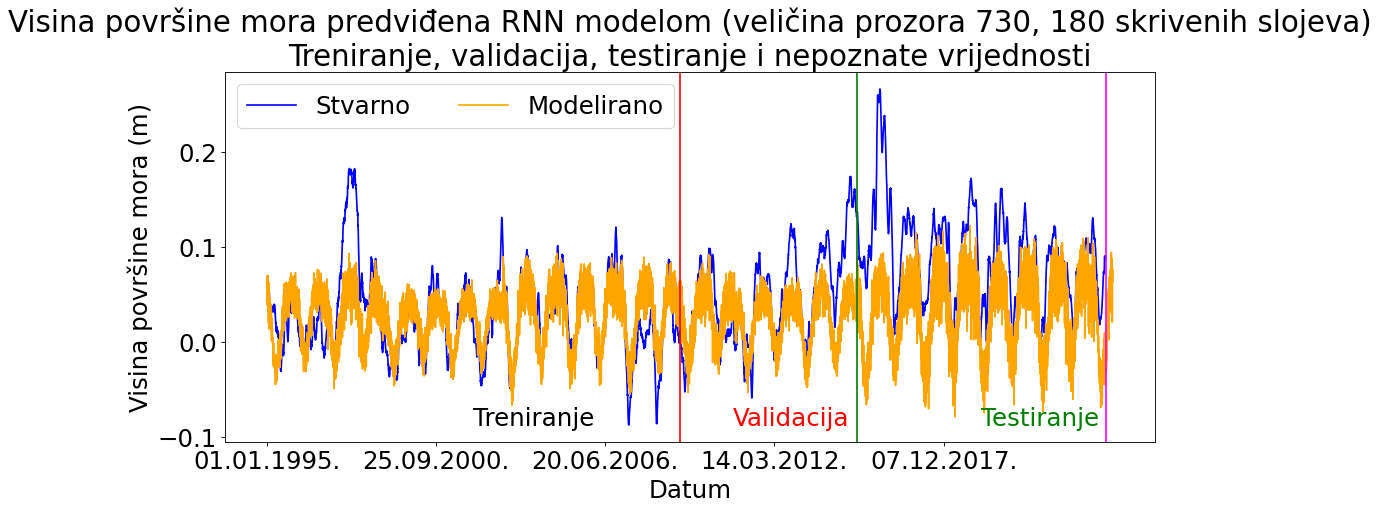 Visina površine mora predviđena RNN modelom (veličina prozora 730, 180 skrivenih slojeva)
Treniranje, validacija, testiranje i nepoznate vrijednosti
Stvarno Modelirano
Visina površine mora (m)
0.2
0.1
0.0
−0.1
Treniranje Validacija Testiranje
01.01.1995. 25.09.2000. 20.06.2006. 14.03.2012. 07.12.2017.
Datum